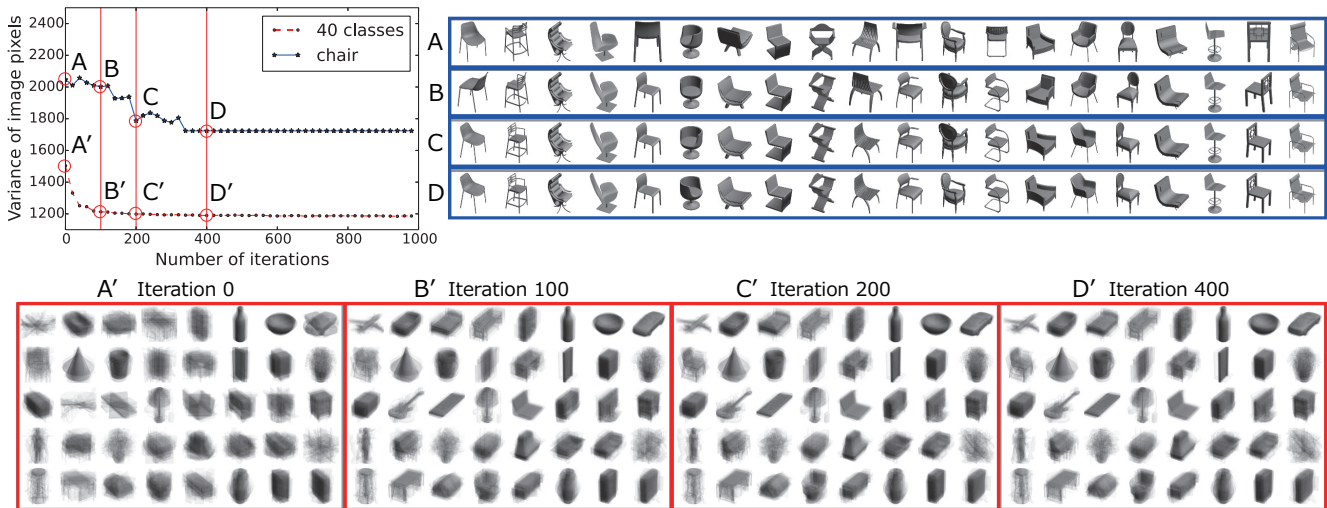 2400
2200
2000
1800
1600
1400
1200
Variance of image pixels
0
200
400
600
800
1000
Number of iterations
40 classes
chair
A
B
C
D
A′
B′
C′
D′
A
B
C
D
A′ Iteration 0
B′ Iteration 100
C′ Iteration 200
D′ Iteration 400